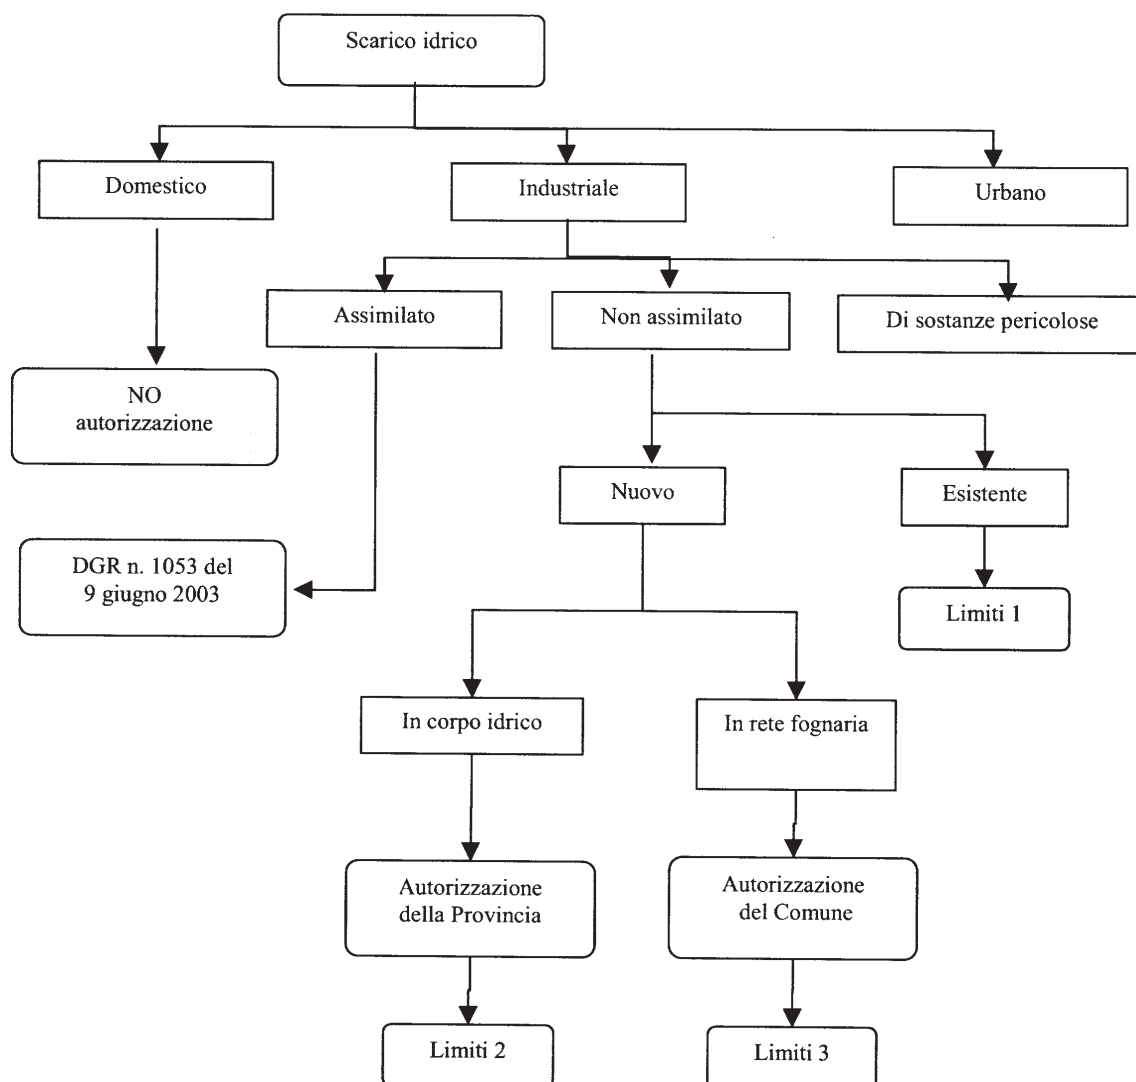 Scarico idrico
Domestico
Industriale
Urbano
Assimilato
Non assimilato
Di sostanze pericolose
NO
autorizzazione
Nuovo
Esistente
DGR n. 1053 del
9 giugno 2003
Limiti 1
In corpo idrico
In rete fognaria
Autorizzazione
della Provincia
Autorizzazione
del Comune
Limiti 2
Limiti 3